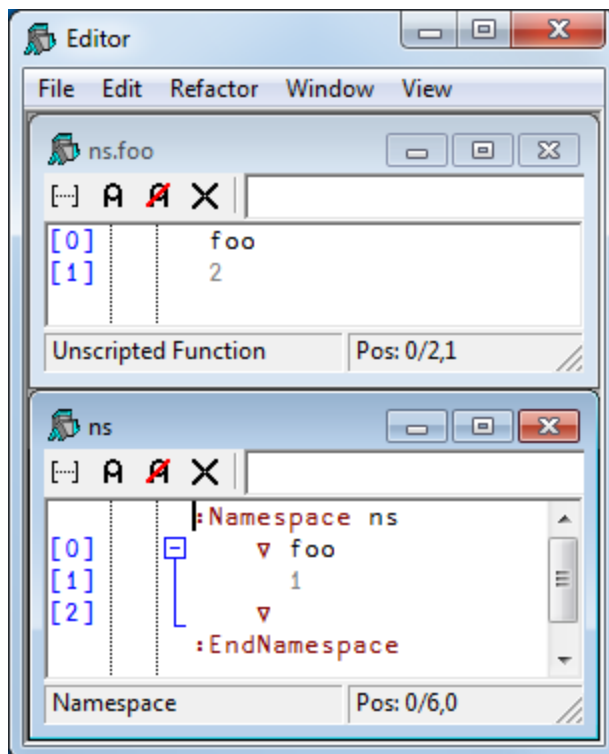 Editor
File Edit Refactor Window View
ns.foo
[0] foo
[1] 2
Unscripted Function Pos: 0/2,1
ns
:Namespace ns
[0] ∇ foo
[1] 1
[2] ∇
:EndNamespace
Namespace Pos: 0/6,0